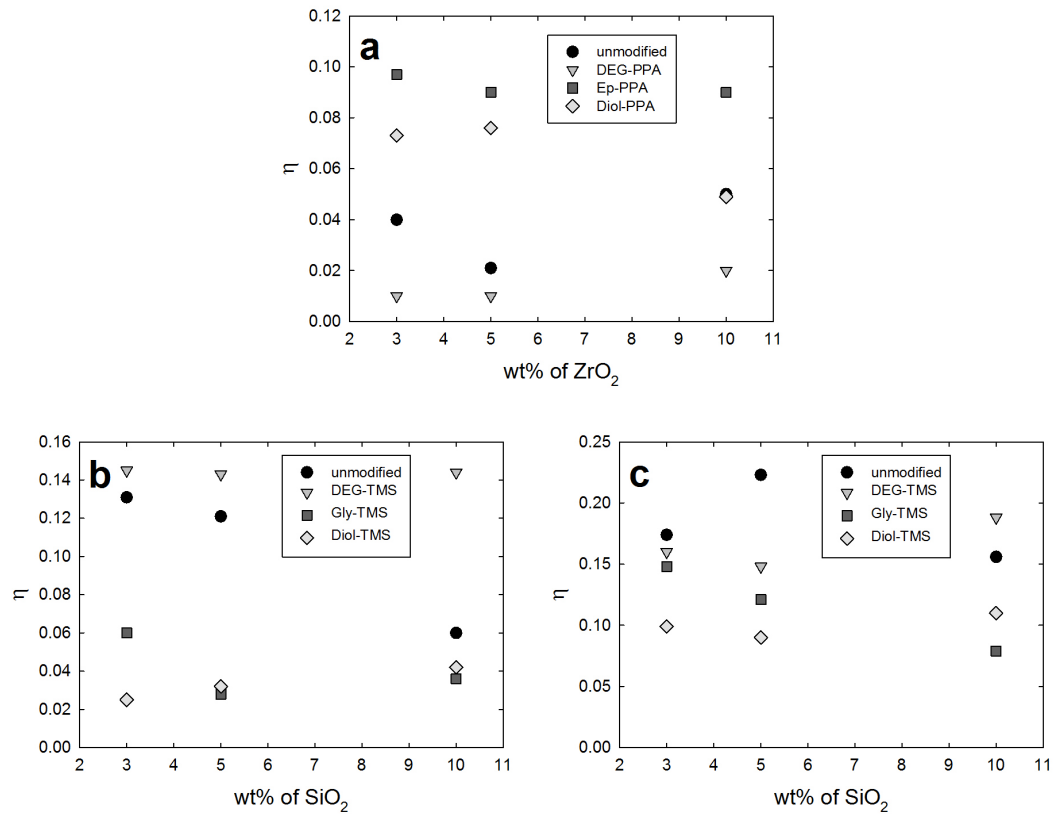 a
0.12
0.10
0.08
0.06
0.04
0.02
0.00
η
unmodified
DEG-PPA
Ep-PPA
Diol-PPA
2 3 4 5 6 7 8 9 10 11
wt% of ZrO2
b
0.16
0.14
0.12
0.10
0.08
0.06
0.04
0.02
0.00
η
unmodified
DEG-TMS
Gly-TMS
Diol-TMS
2 3 4 5 6 7 8 9 10 11
wt% of SiO2
c
0.25
0.20
0.15
0.10
0.05
0.00
η
unmodified
DEG-TMS
Gly-TMS
Diol-TMS
2 3 4 5 6 7 8 9 10 11
wt% of SiO2